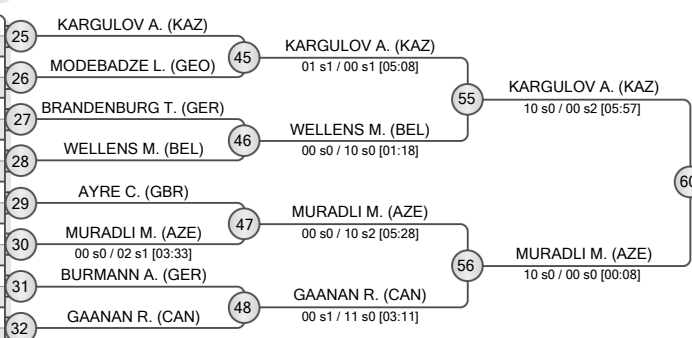 25
KARGULOV A. (KAZ)
26
MODEBADZE L. (GEO)
27
BRANDENBURG T. (GER)
28
WELLENS M. (BEL)
29
AYRE C. (GBR)
30
MURADLI M. (AZE)
00 s0 / 02 s1 [03:33)
31
BURMANN A. (GER)
32
GAANAN R. (CAN)
45
KARGULOV A. (KAZ)
01 s1 / 00 s1 [05:08]
46
WELLENS M. (BEL)
00 s0 / 10 s0 [01:18]
47
MURADLI M. (AZE)
00 s0 / 10 s2 [05:28]
48
GAANAN R. (CAN)
00 s1 / 11 s0 [03:11]
55
KARGULOV A. (KAZ)
10 s0 / 00 s2 [05:57]
56
MURADLI M. (AZE)
10 s0 / 00 s0 [00:08]
60